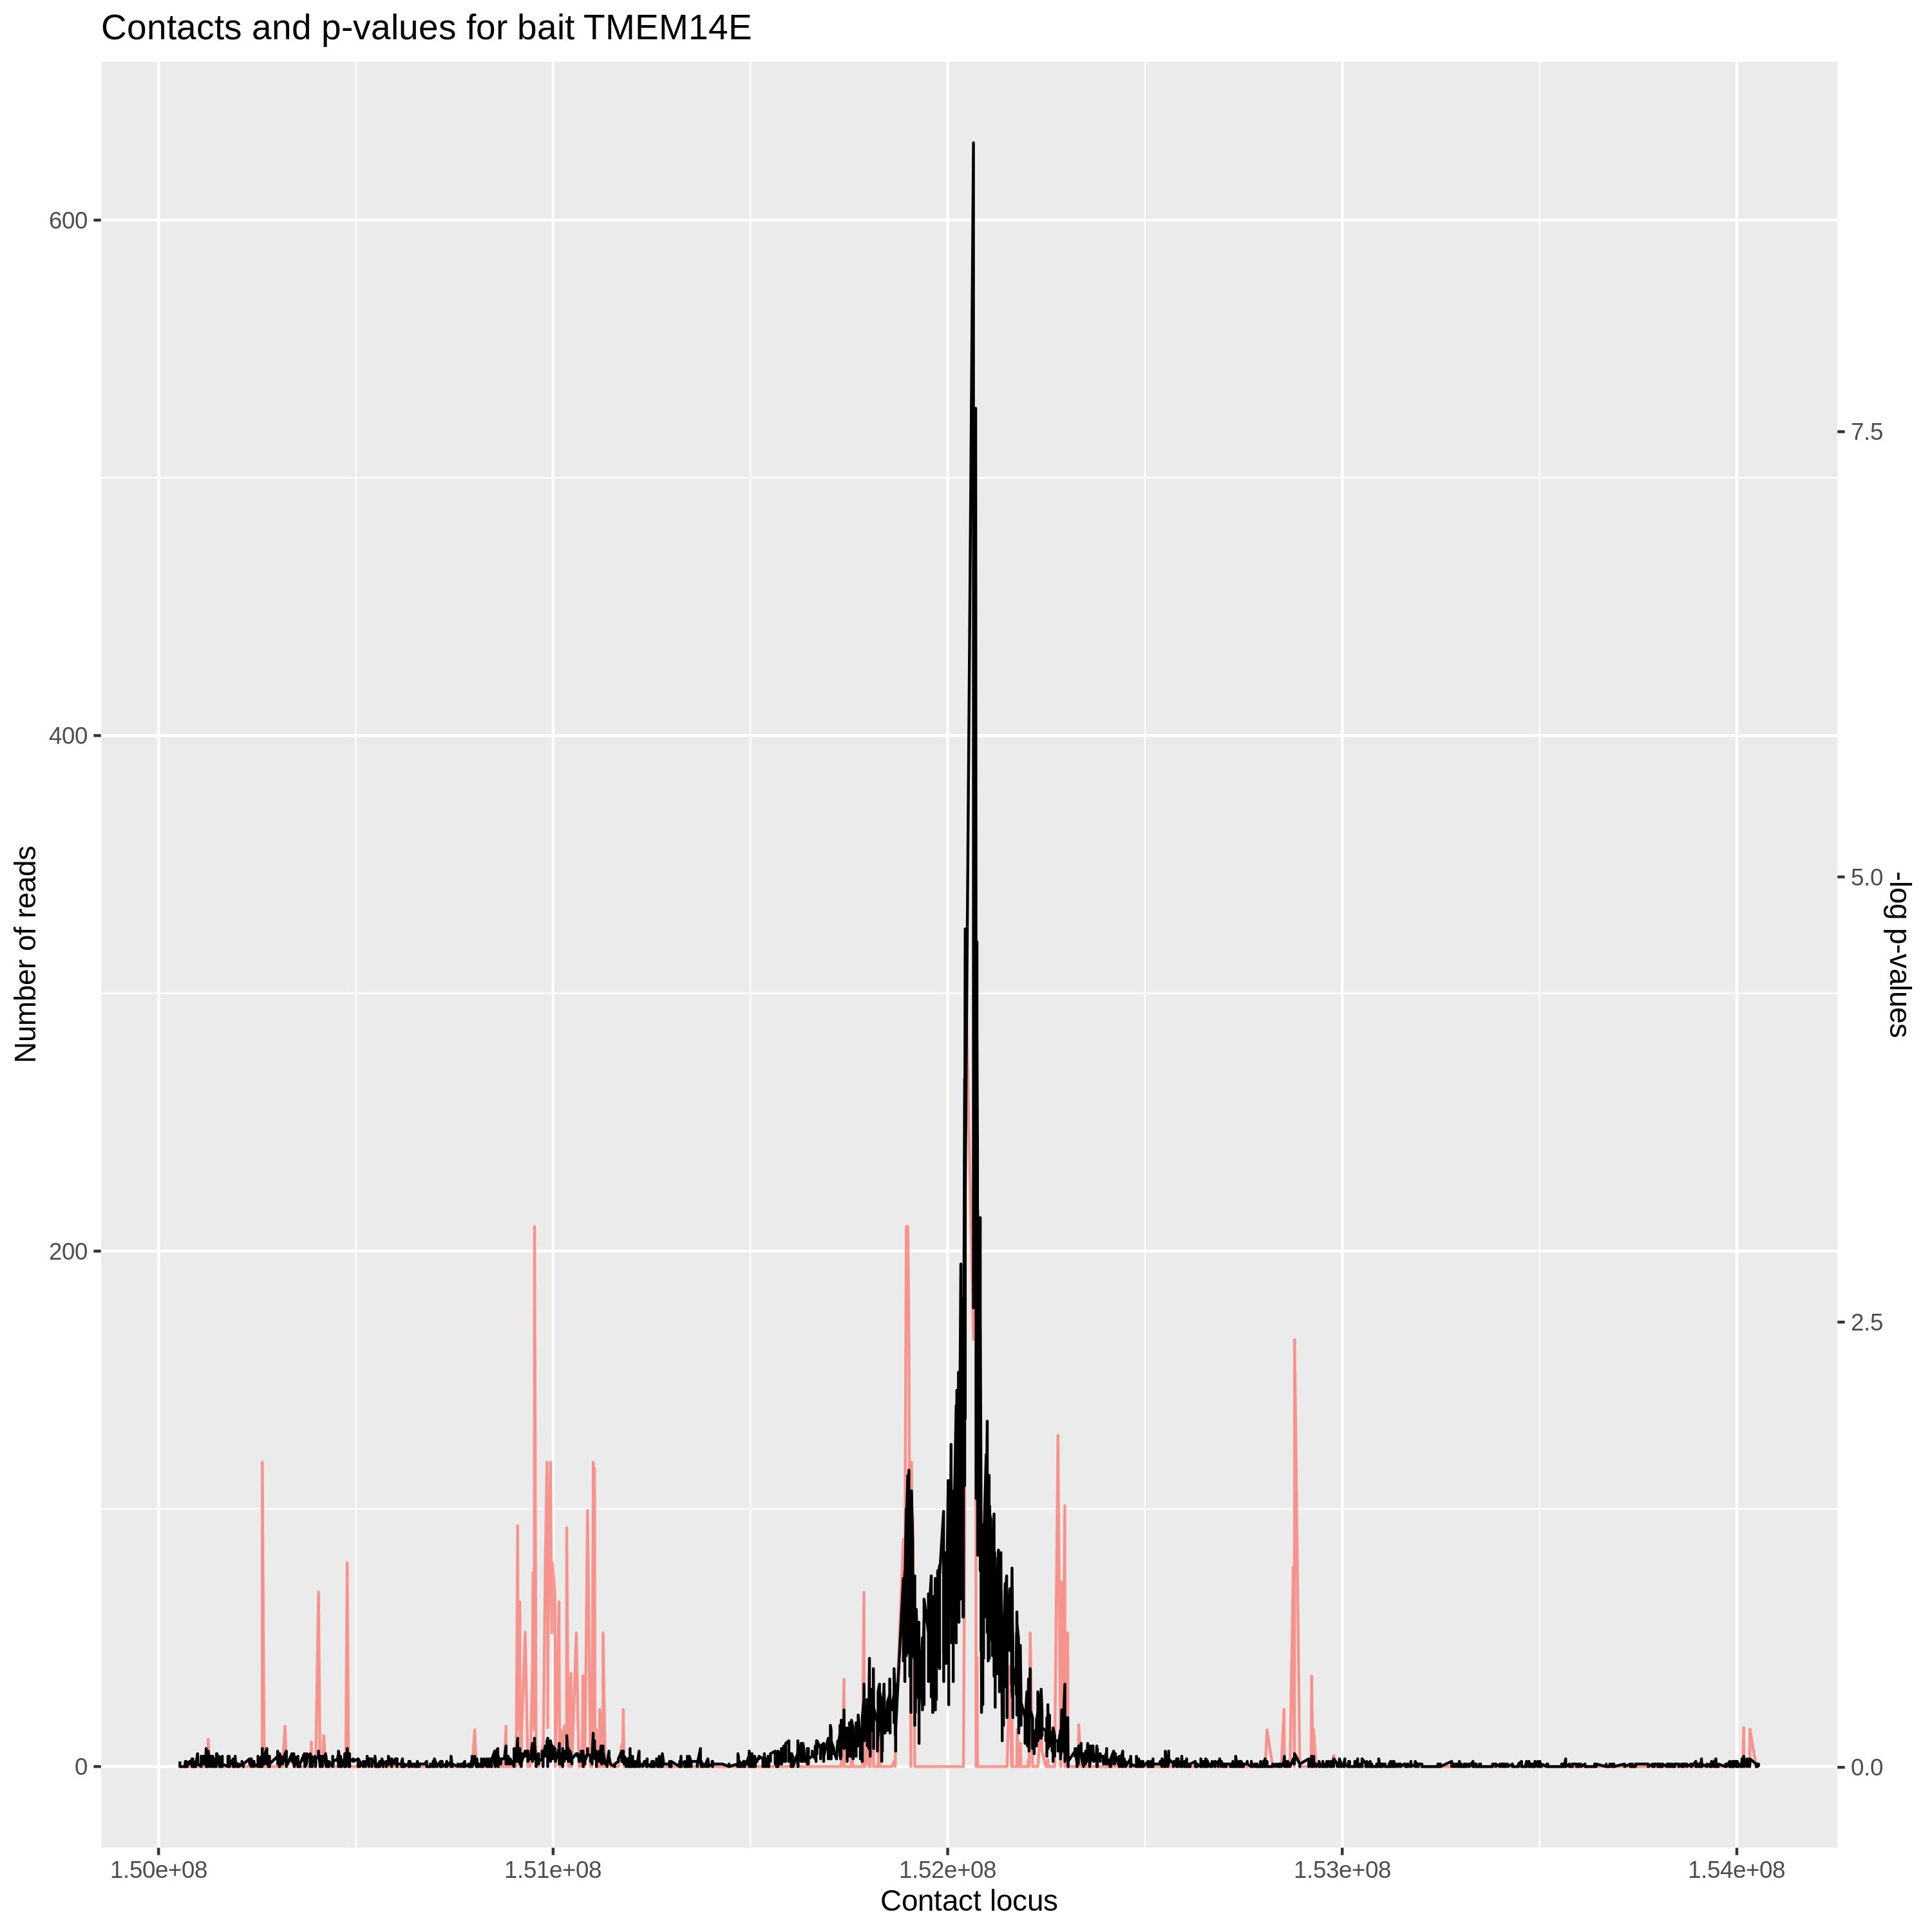 Contacts and p-values for bait TMEM14E
600
400
200
0
Number of reads
7.5
5.0
2.5
0.0
-log p-values
1.50e+08
1.51e+08
1.52e+08
1.53e+08
1.54e+08
Contact locus